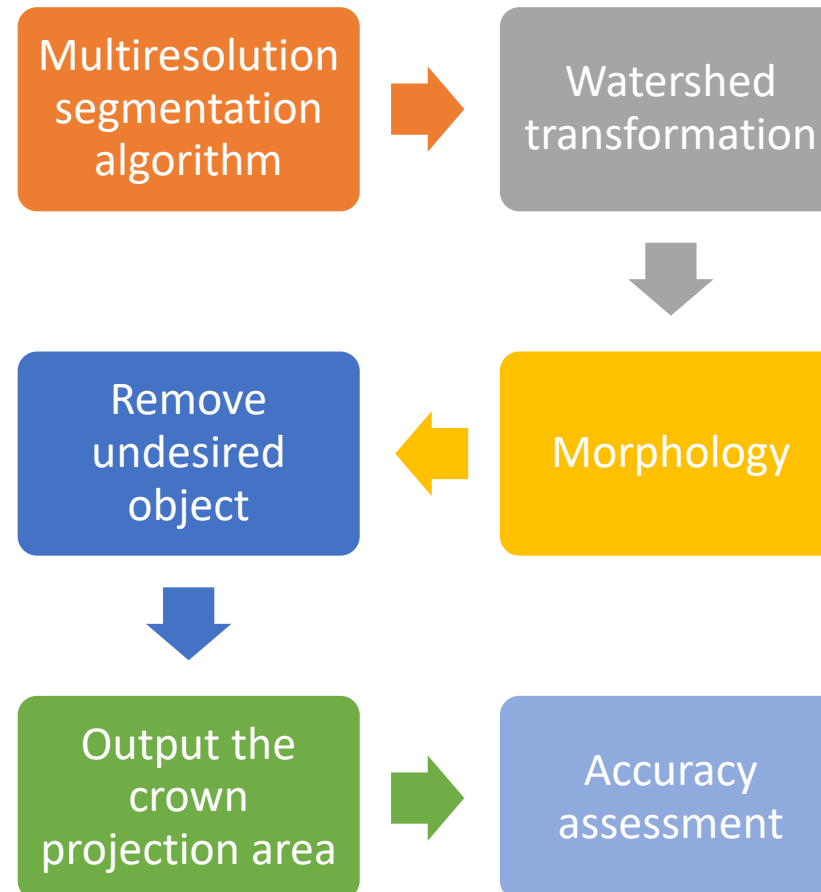 Multiresolution
segmentation
algorithm
Watershed
transformation
Morphology
Remove
undesired
object
Output the
crown
projection area
Accuracy
assessment